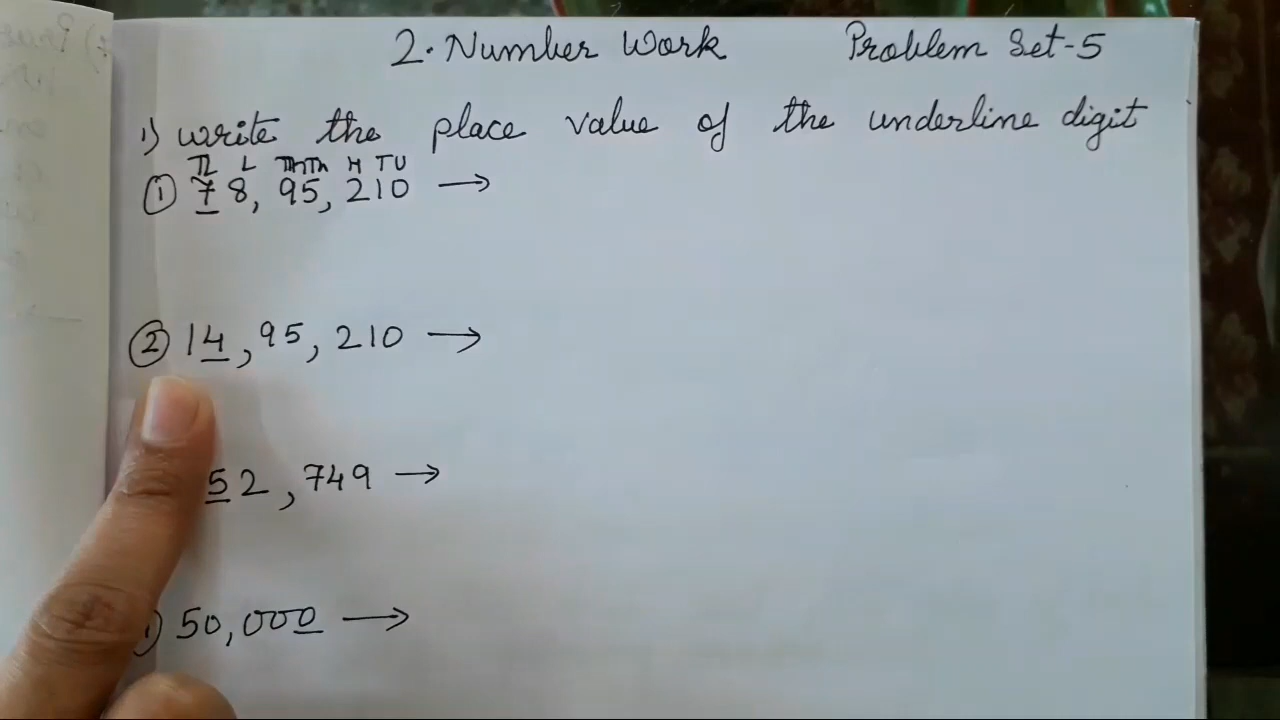 2. Number Work Problem Set-5
1) write the place value of the underline digit
TL L TTh Th H T U
① 78, 95, 210 →
② 14, 95, 210 →
52, 749 →
) 50, 000 →